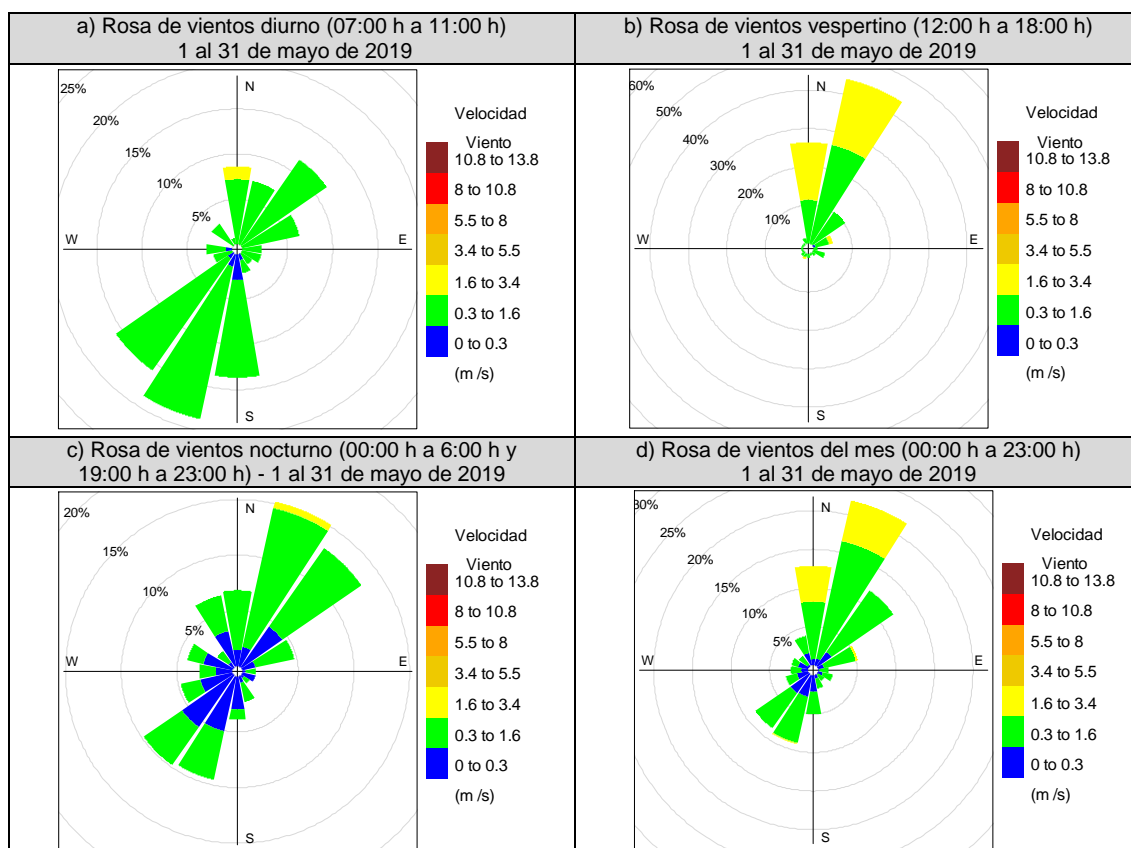 a) Rosa de vientos diurno (07:00 h a 11:00 h)
1 al 31 de mayo de 2019
25%
20%
15%
10%
5%
N
W
E
S
Velocidad
Viento
10.8 to 13.8
8 to 10.8
5.5 to 8
3.4 to 5.5
1.6 to 3.4
0.3 to 1.6
0 to 0.3
(m /s)
b) Rosa de vientos vespertino (12:00 h a 18:00 h)
1 al 31 de mayo de 2019
60%
50%
40%
30%
20%
10%
N
W
E
S
Velocidad
Viento
10.8 to 13.8
8 to 10.8
5.5 to 8
3.4 to 5.5
1.6 to 3.4
0.3 to 1.6
0 to 0.3
(m /s)
c) Rosa de vientos nocturno (00:00 h a 6:00 h y
19:00 h a 23:00 h) - 1 al 31 de mayo de 2019
20%
15%
10%
5%
N
W
E
S
Velocidad
Viento
10.8 to 13.8
8 to 10.8
5.5 to 8
3.4 to 5.5
1.6 to 3.4
0.3 to 1.6
0 to 0.3
(m /s)
d) Rosa de vientos del mes (00:00 h a 23:00 h)
1 al 31 de mayo de 2019
30%
25%
20%
15%
10%
5%
N
W
E
S
Velocidad
Viento
10.8 to 13.8
8 to 10.8
5.5 to 8
3.4 to 5.5
1.6 to 3.4
0.3 to 1.6
0 to 0.3
(m /s)